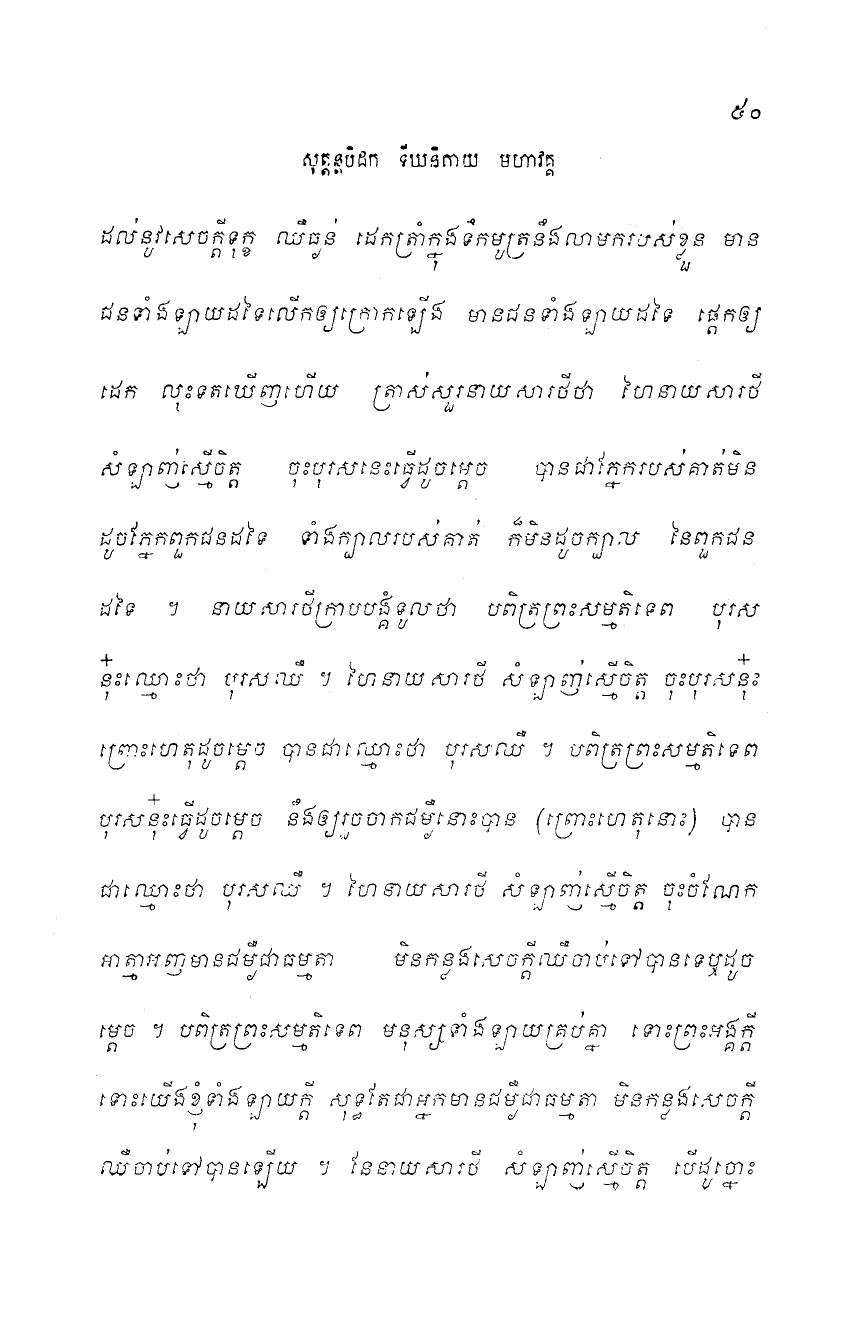 ៥០
សុត្តន្តបិដក ទីឃនិកាយ មហាវគ្គ
ដល់នូវសេចក្តីទុក្ខ ឈឺធ្ងន់ ដេកត្រាំក្នុងទឹកមូត្រនឹងលាមករបស់ខ្លួន មាន
ជនទាំងឡាយដទៃលើកឲ្យក្រោកឡើង មានជនទាំងឡាយដទៃ ផ្តេកឲ្យ
ដេក លុះទតឃើញហើយ ត្រាស់សួរនាយសារថីថា ហៃនាយសារថី
សំឡាញ់ស្មើចិត្ត ចុះបុរសនេះធ្វើដូចម្តេច បានជាភ្នែករបស់គាត់មិន
ដូចភ្នែកពួកជនដទៃ ទាំងក្បាលរបស់គាត់ ក៏មិនដូចក្បាល នៃពួកជន
ដទៃ ។ នាយសារថីក្រាបបង្គំទូលថា បពិត្រព្រះសម្មតិទេព បុរស
នុ៎ះឈ្មោះថា បុរសឈឺ ។ ហៃនាយសារថី សំឡាញ់ស្មើចិត្ត ចុះបុរសនុ៎ះ
ព្រោះហេតុដូចម្តេច បានជាឈ្មោះថា បុរសឈឺ ។ បពិត្រព្រះសម្មតិទេព
បុរសនុ៎ះធ្វើដូចម្តេច នឹងឲ្យរួចចាកជម្ងឺនោះបាន (ព្រោះហេតុនោះ) បាន
ជាឈ្មោះថា បុរសឈឺ ។ ហៃនាយសារថី សំឡាញ់ស្មើចិត្ត ចុះចំណែក
អាត្មាអញមានជម្ងឺជាធម្មតា មិនកន្លងសេចក្តីឈឺចាប់ទៅបានទេឬដូច
ម្តេច ។ បពិត្រព្រះសម្មតិទេព មនុស្សទាំងឡាយគ្រប់គ្នា ទោះព្រះអង្គក្តី
ទោះយើងខ្ញុំទាំងឡាយក្តី សុទ្ធតែជាអ្នកមានជម្ងឺជាធម្មតា មិនកន្លងសេចក្តី
ឈឺចាប់ទៅបានឡើយ ។ នែនាយសារថី សំឡាញ់ស្មើចិត្ត បើដូច្នោះ